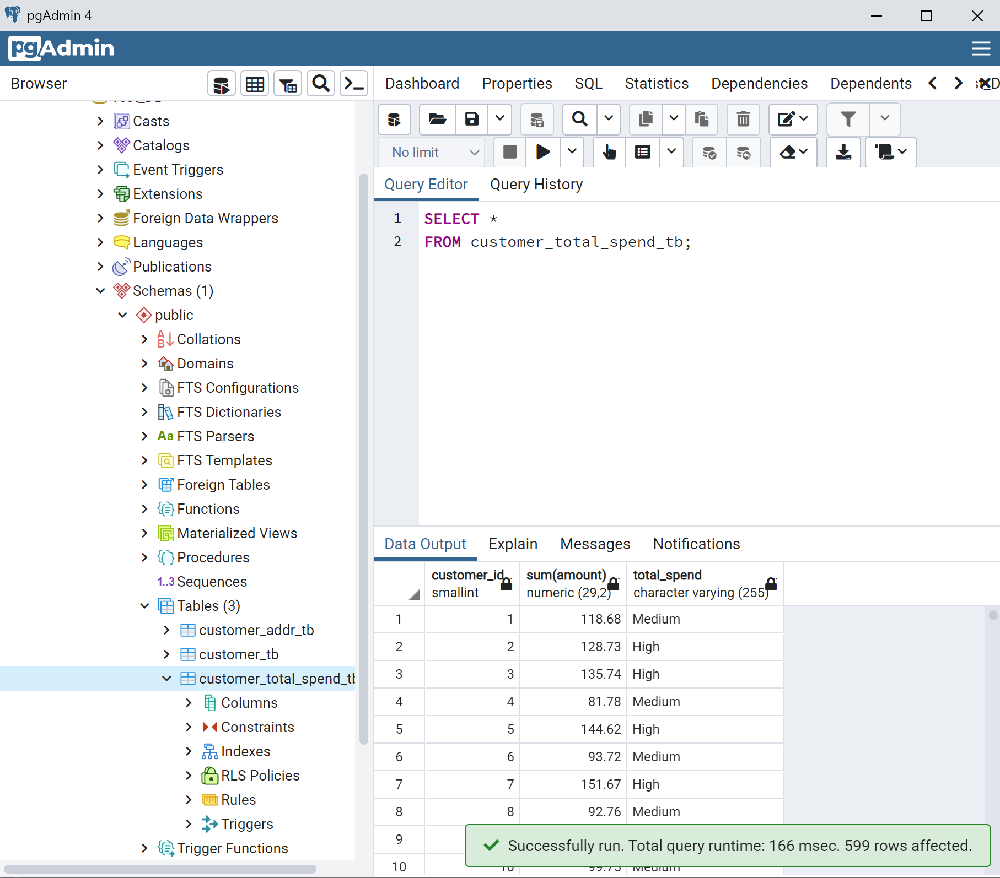 pgAdmin 4
pgAdmin
Browser
Dashboard Properties SQL Statistics Dependencies Dependents
Casts
Catalogs
Event Triggers
Extensions
Foreign Data Wrappers
Languages
Publications
Schemas (1)
public
Collations
Domains
FTS Configurations
FTS Dictionaries
Aa FTS Parsers
FTS Templates
Foreign Tables
Functions
Materialized Views
Procedures
1..3 Sequences
Tables (3)
customer_addr_tb
customer_tb
customer_total_spend_tb
Columns
Constraints
Indexes
RLS Policies
Rules
Triggers
Trigger Functions
No limit
Query Editor Query History
1 SELECT *
2 FROM customer_total_spend_tb;
Data Output Explain Messages Notifications
customer_id sum(amount) total_spend
smallint numeric (29,2) character varying (255)
1 1 118.68 Medium
2 2 128.73 High
3 3 135.74 High
4 4 81.78 Medium
5 5 144.62 High
6 6 93.72 Medium
7 7 151.67 High
8 8 92.76 Medium
9
10 10 99.75 Medium
Successfully run. Total query runtime: 166 msec. 599 rows affected.